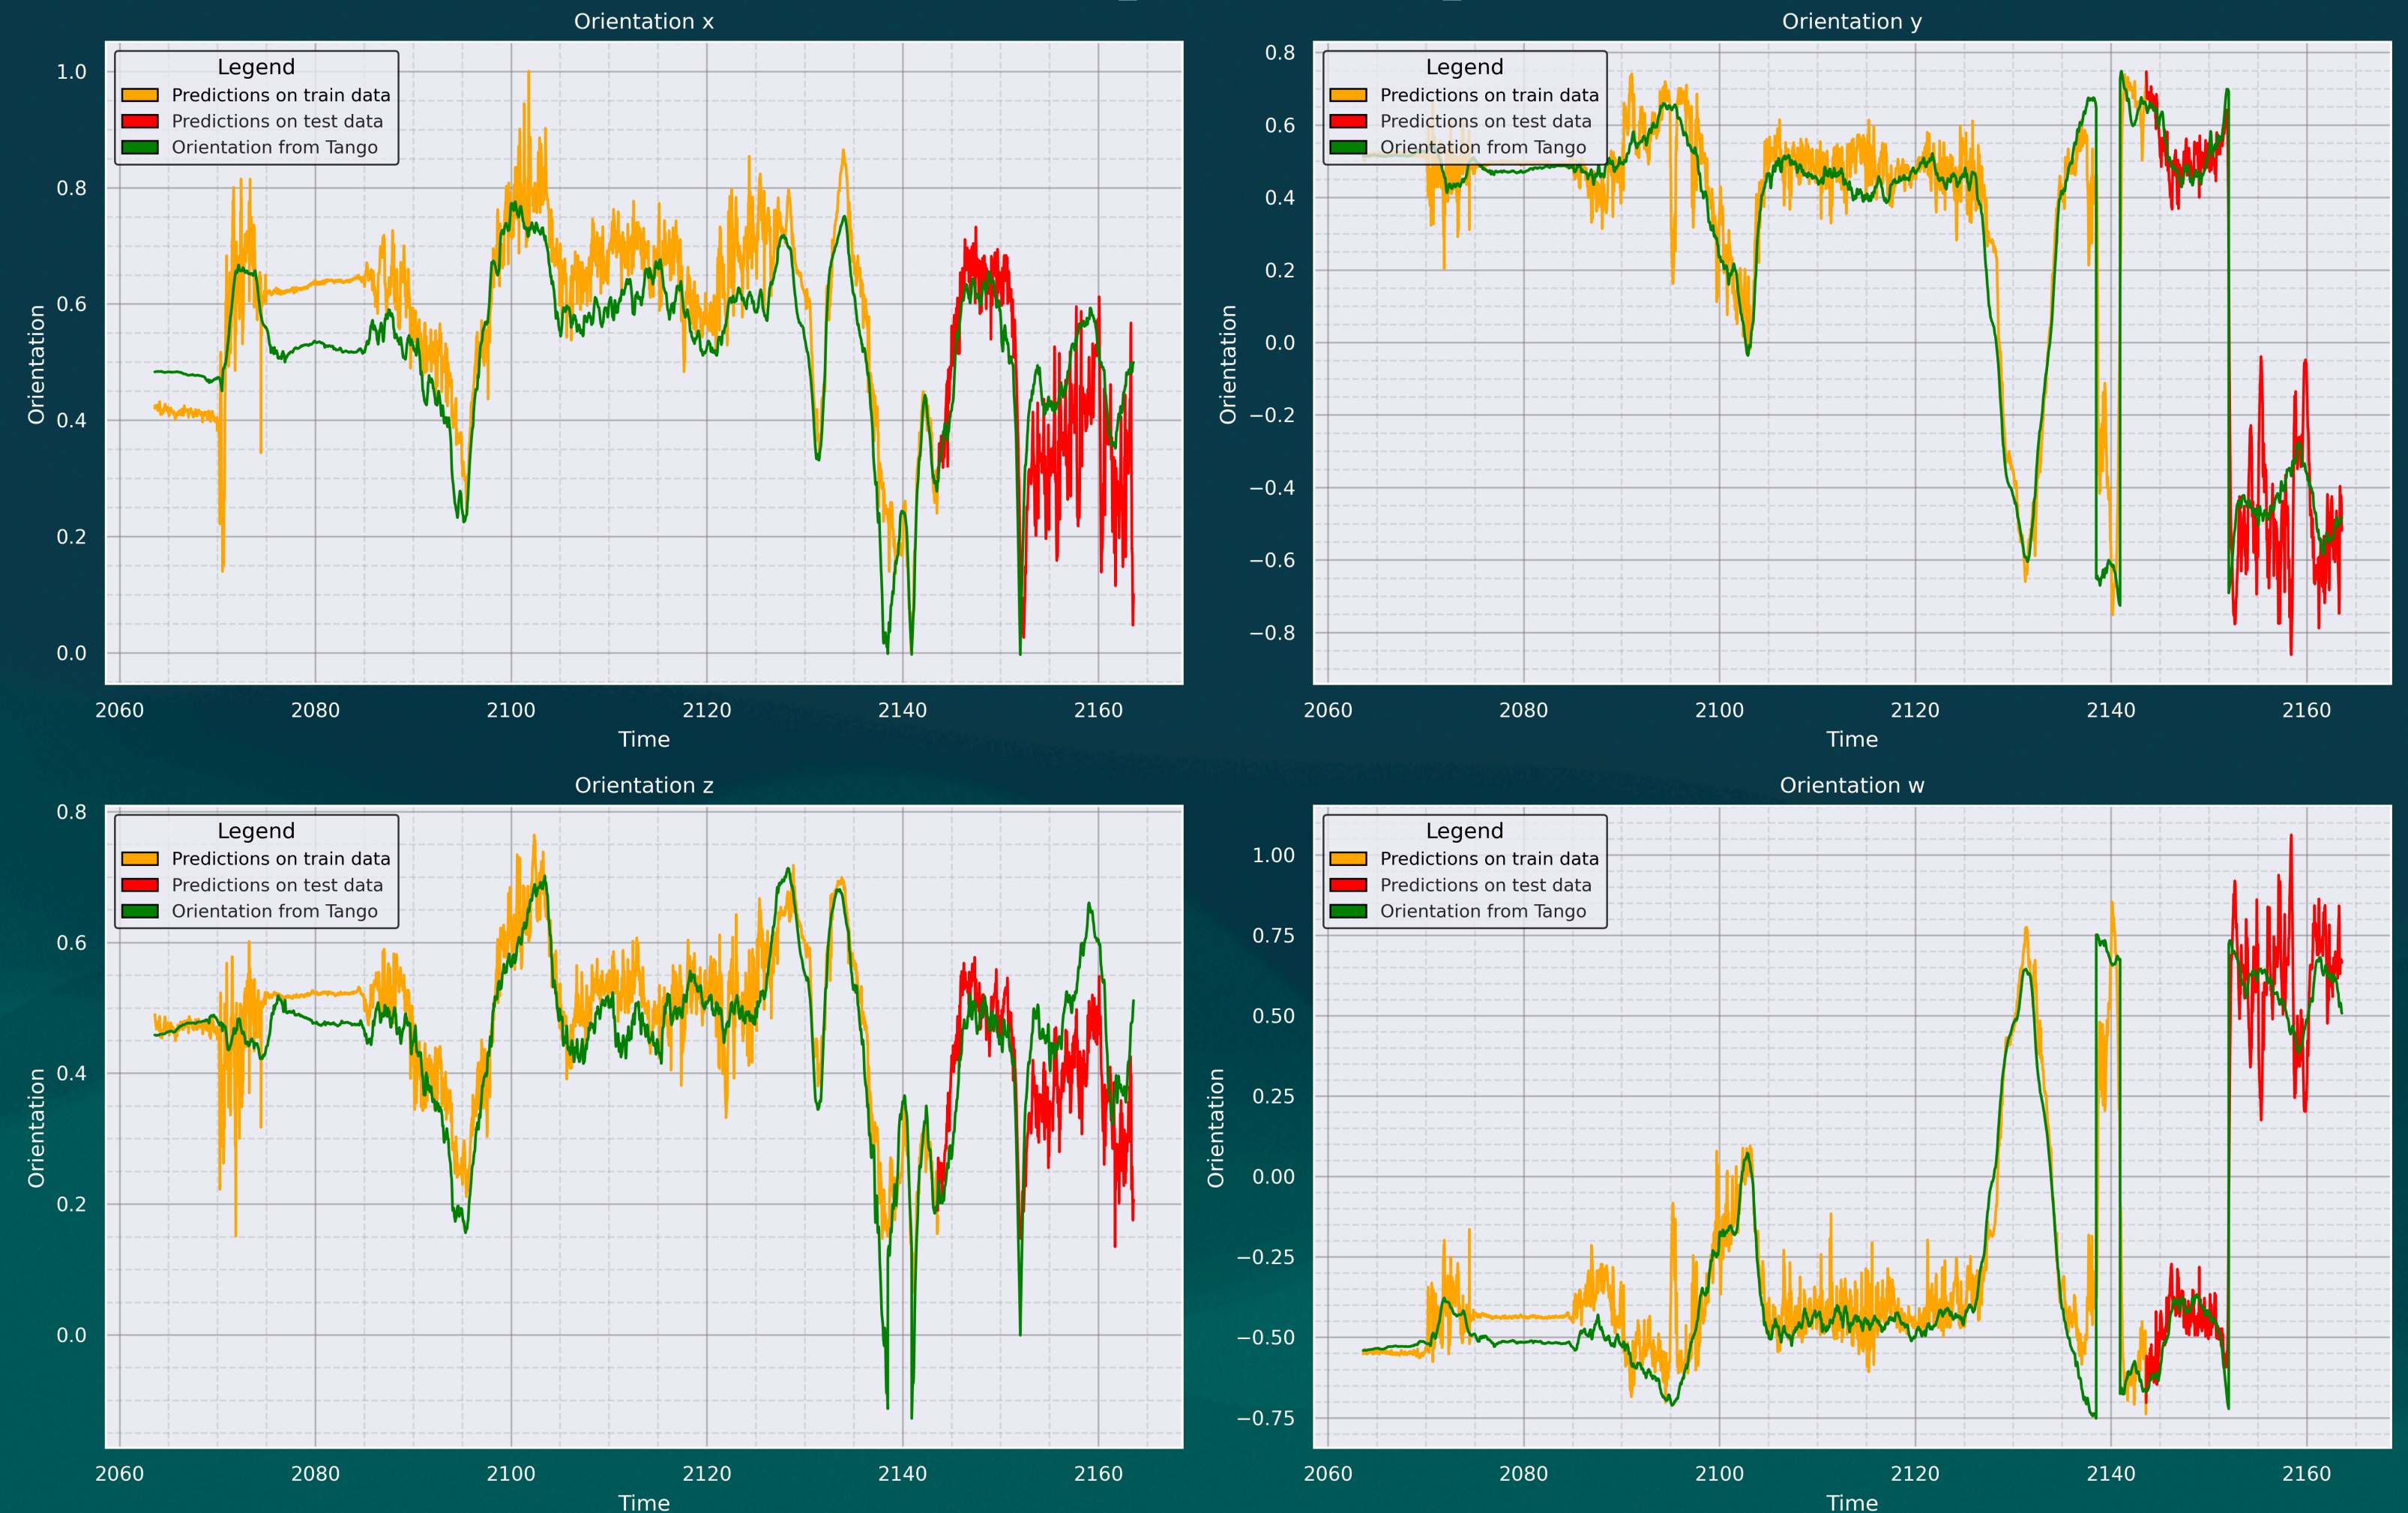 Orientation x
Legend
Predictions on train data
Predictions on test data
Orientation from Tango
1.0
0.8
0.6
0.4
0.2
0.0
Orientation
2060 2080 2100 2120 2140 2160
Time
Orientation y
Legend
Predictions on train data
Predictions on test data
Orientation from Tango
0.8
0.6
0.4
0.2
0.0
−0.2
−0.4
−0.6
−0.8
Orientation
2060 2080 2100 2120 2140 2160
Time
Orientation z
Legend
Predictions on train data
Predictions on test data
Orientation from Tango
0.8
0.6
0.4
0.2
0.0
Orientation
2060 2080 2100 2120 2140 2160
Time
Orientation w
Legend
Predictions on train data
Predictions on test data
Orientation from Tango
1.00
0.75
0.50
0.25
0.00
−0.25
−0.50
−0.75
Orientation
2060 2080 2100 2120 2140 2160
Time